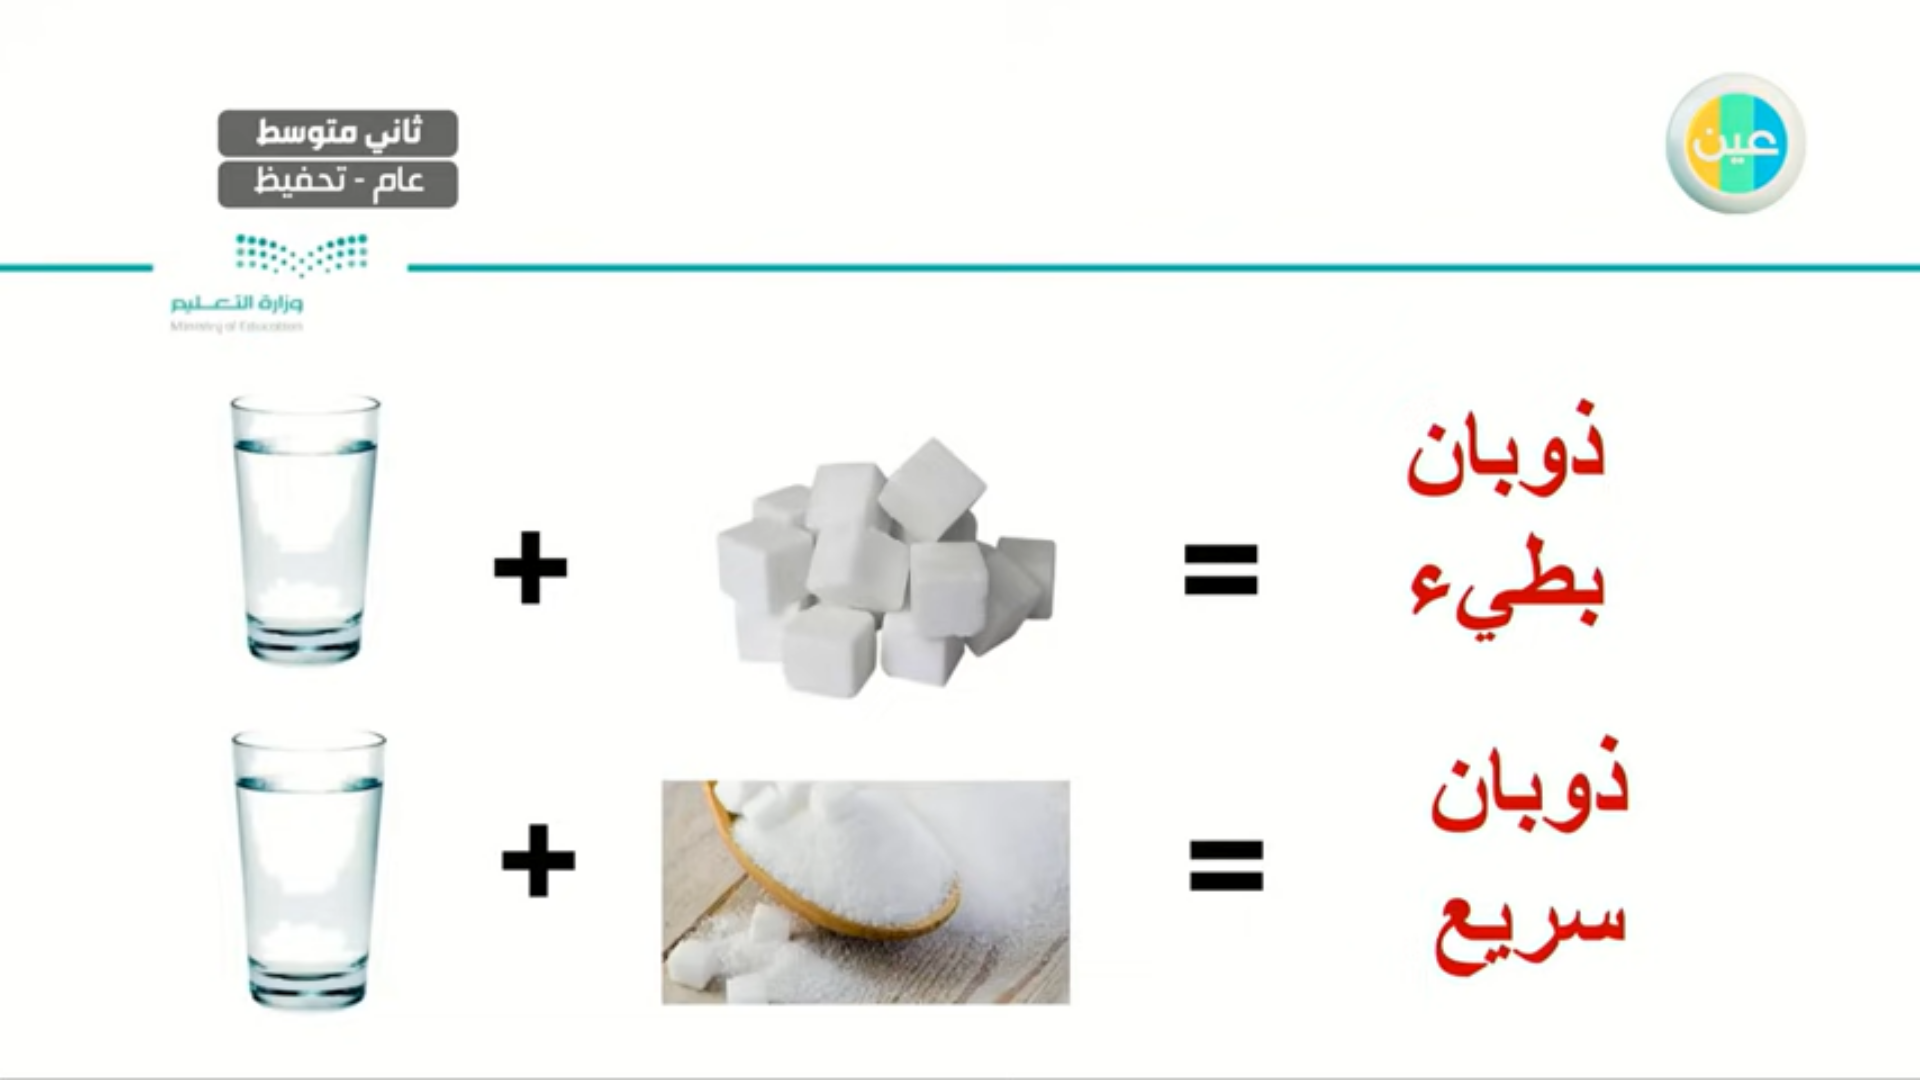 ثاني متوسط
عام - تحفيظ
عين
وزارة التعليم
Ministry of Education
+
=
ذوبان
بطيء
+
=
ذوبان
سريع